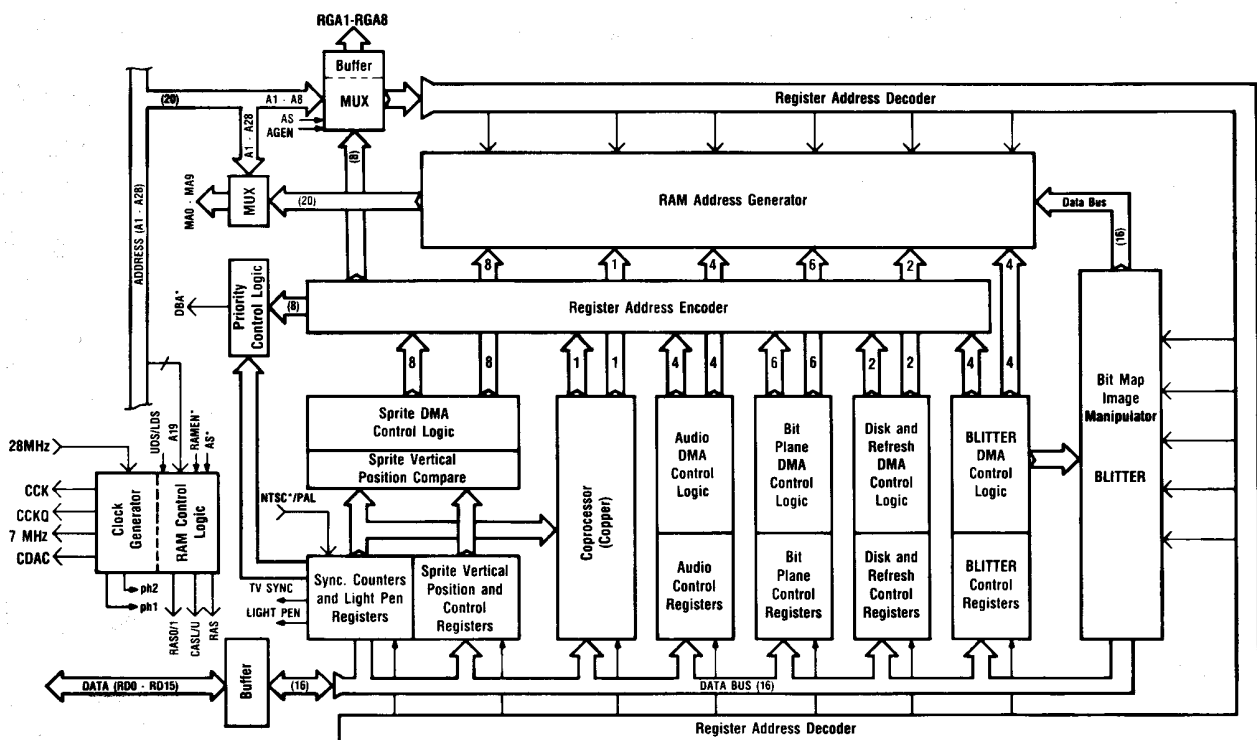 RGA1-RGA8
Buffer
MUX
(20)
A1 - A8
AS
AGEN
Register Address Decoder
ADDRESS (A1 - A28)
A1 - A28
(8)
MA0 - MA9
MUX
(20)
RAM Address Generator
Data Bus
(16)
8
1
4
6
2
4
DBA*
Priority
Control Logic
(8)
Register Address Encoder
8
8
1
1
4
4
6
6
2
2
4
4
Sprite DMA
Control Logic
Sprite Vertical
Position Compare
Coprocessor
(Copper)
Audio
DMA
Control
Logic
Bit
Plane
DMA
Control
Logic
Disk and
Refresh
DMA
Control
Logic
BLITTER
DMA
Control
Logic
Bit Map
Image
Manipulator
BLITTER
UDS/LDS
A19
RAMEN*
AS*
28MHz
CCK
CCKQ
7 MHz
CDAC
Clock
Generator
RAM Control
Logic
ph2
ph1
RAS0/1
CASL/U
RAS
NTSC*/PAL
TV SYNC
LIGHT PEN
Sync. Counters
and Light Pen
Registers
Sprite Vertical
Position and
Control
Registers
Audio
Control
Registers
Bit
Plane
Control
Registers
Disk and
Refresh
Control
Registers
BLITTER
Control
Registers
DATA (RD0 - RD15)
Buffer
(16)
DATA BUS (16)
Register Address Decoder